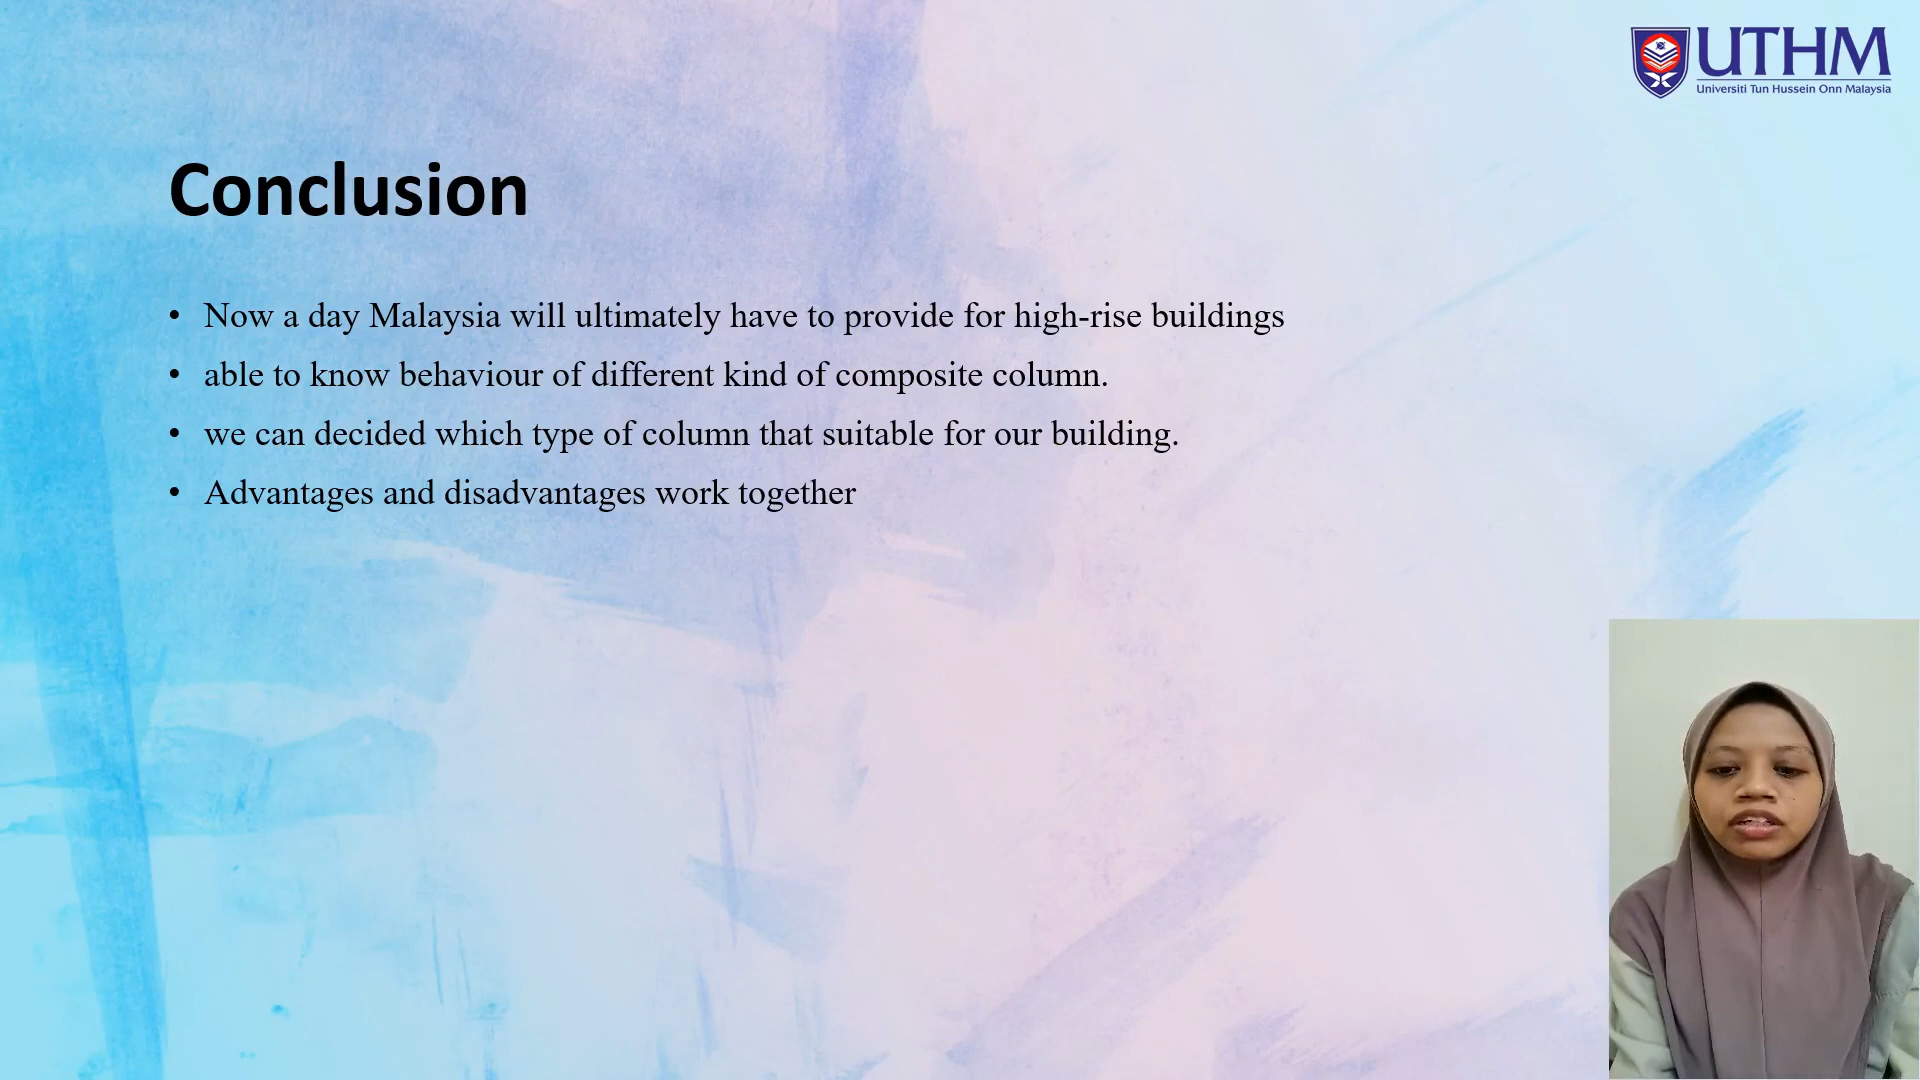 UTHM
Universiti Tun Hussein Onn Malaysia
Conclusion
• Now a day Malaysia will ultimately have to provide for high-rise buildings
• able to know behaviour of different kind of composite column.
• we can decided which type of column that suitable for our building.
• Advantages and disadvantages work together